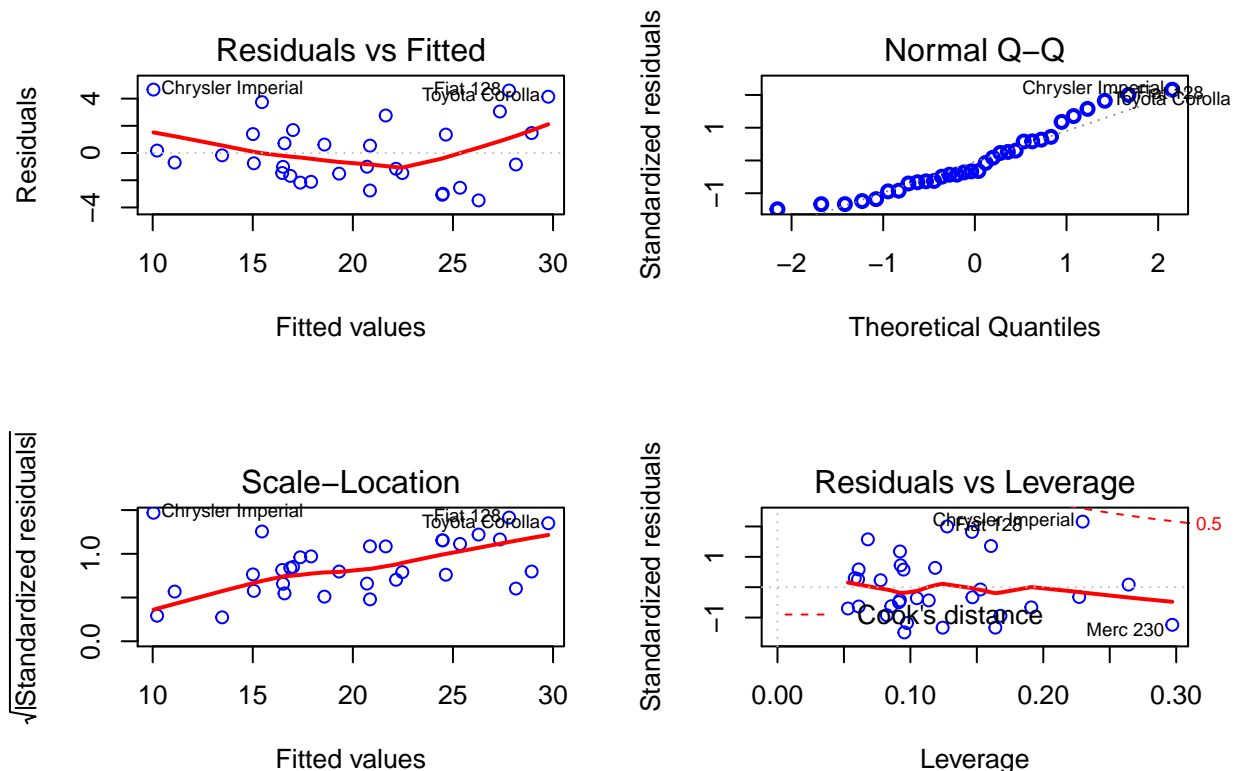 Residuals vs Fitted
Residuals
4
0
−4
Chrysler Imperial
Fiat 128
Toyota Corolla
10 15 20 25 30
Fitted values
Normal Q−Q
Standardized residuals
1
−1
Chrysler Imperial
Fiat 128
Toyota Corolla
−2 −1 0 1 2
Theoretical Quantiles
Scale−Location
√|Standardized residuals|
1.0
0.0
Chrysler Imperial
Fiat 128
Toyota Corolla
10 15 20 25 30
Fitted values
Residuals vs Leverage
Standardized residuals
1
−1
Chrysler Imperial
Fiat 128
0.5
Cook's distance
Merc 230
0.00 0.10 0.20 0.30
Leverage